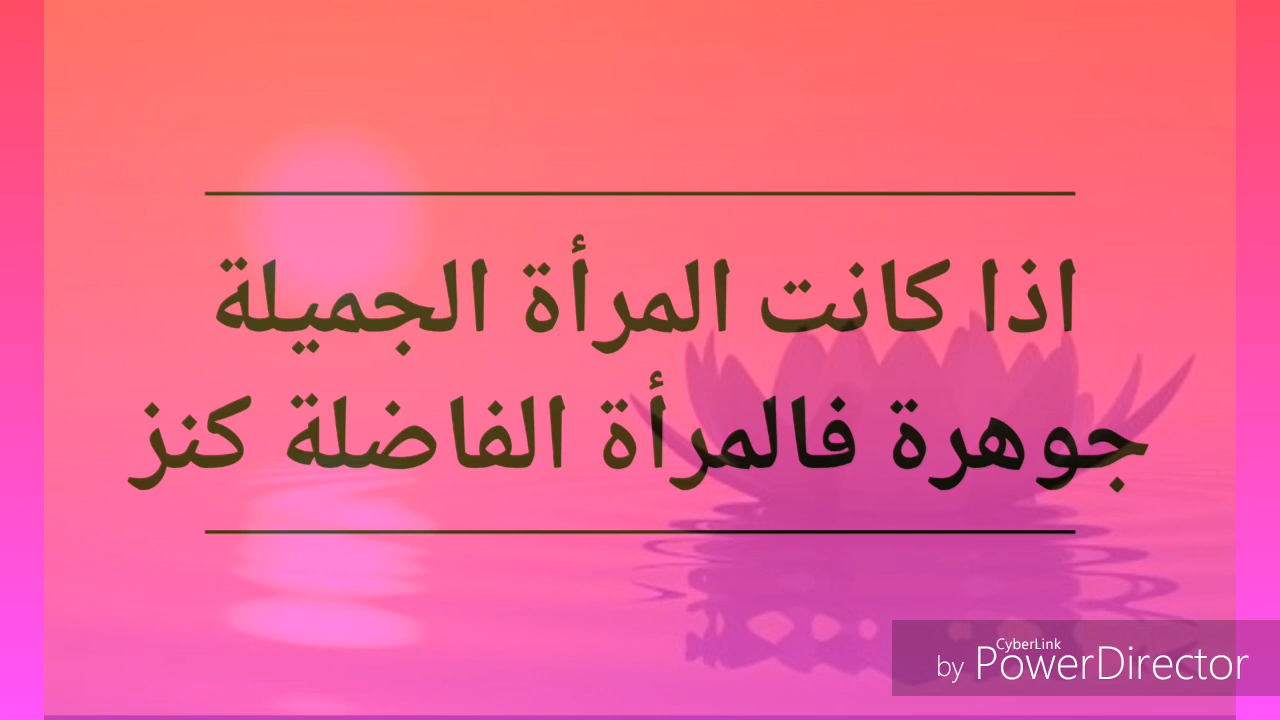 اذا كانت المرأة الجميلة
جوهرة فالمرأة الفاضلة كنز
CyberLink
by PowerDirector